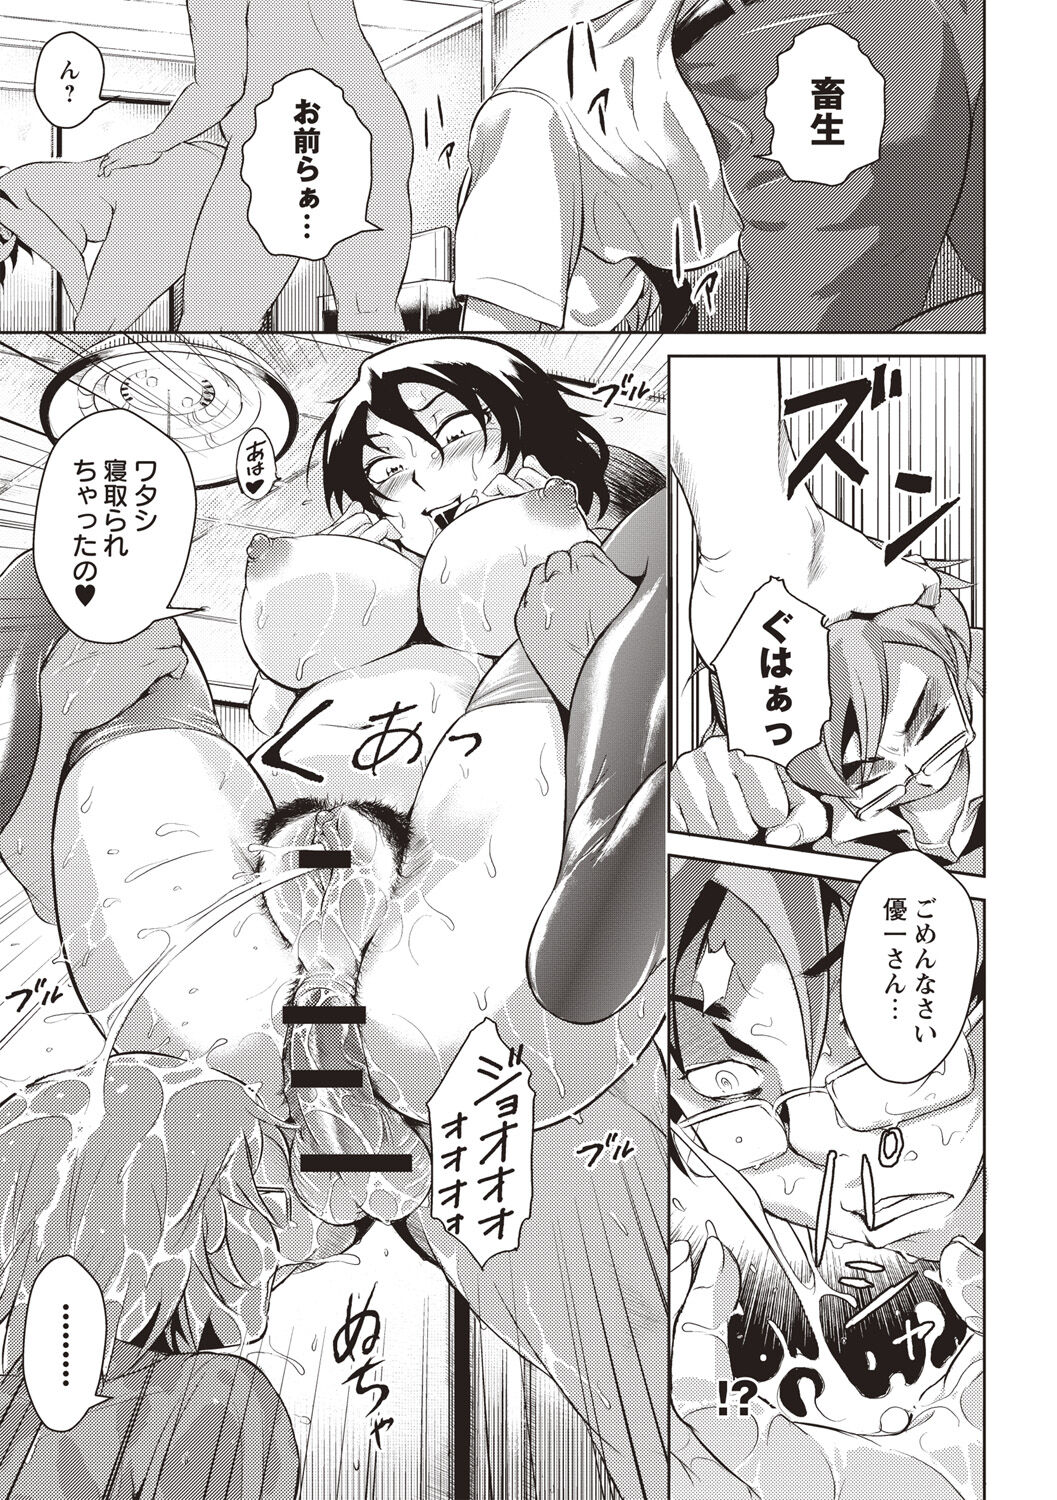 畜生
お前らぁ…
ん？
ハァ
ハァ
ズン
ぐはぁっ
ごめんなさい
優一さん…
!?
ブル
あは♥
ワタシ
寝取られ
ちゃったの♥
くあっ
ブル
ジョオオオ
オオオォ
ブル
ぬちゃ
………